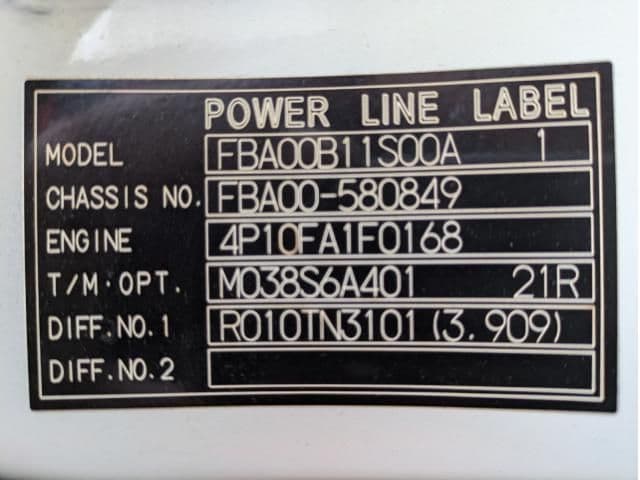 POWER LINE LABEL
MODEL FBA00B11S00A 1
CHASSIS NO. FBA00-580849
ENGINE 4P10FA1F0168
T/M·OPT. M038S6A401 21R
DIFF.NO.1 R010TN3101 (3.909)
DIFF.NO.2